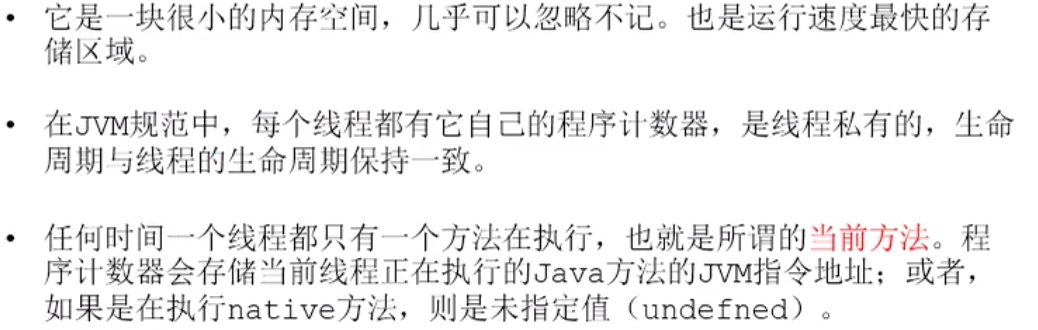 • 它是一块很小的内存空间，几乎可以忽略不记。也是运行速度最快的存
储区域。
• 在JVM规范中，每个线程都有它自己的程序计数器，是线程私有的，生命
周期与线程的生命周期保持一致。
• 任何时间一个线程都只有一个方法在执行，也就是所谓的当前方法。程
序计数器会存储当前线程正在执行的Java方法的JVM指令地址；或者，
如果是在执行native方法，则是未指定值（undefned）。